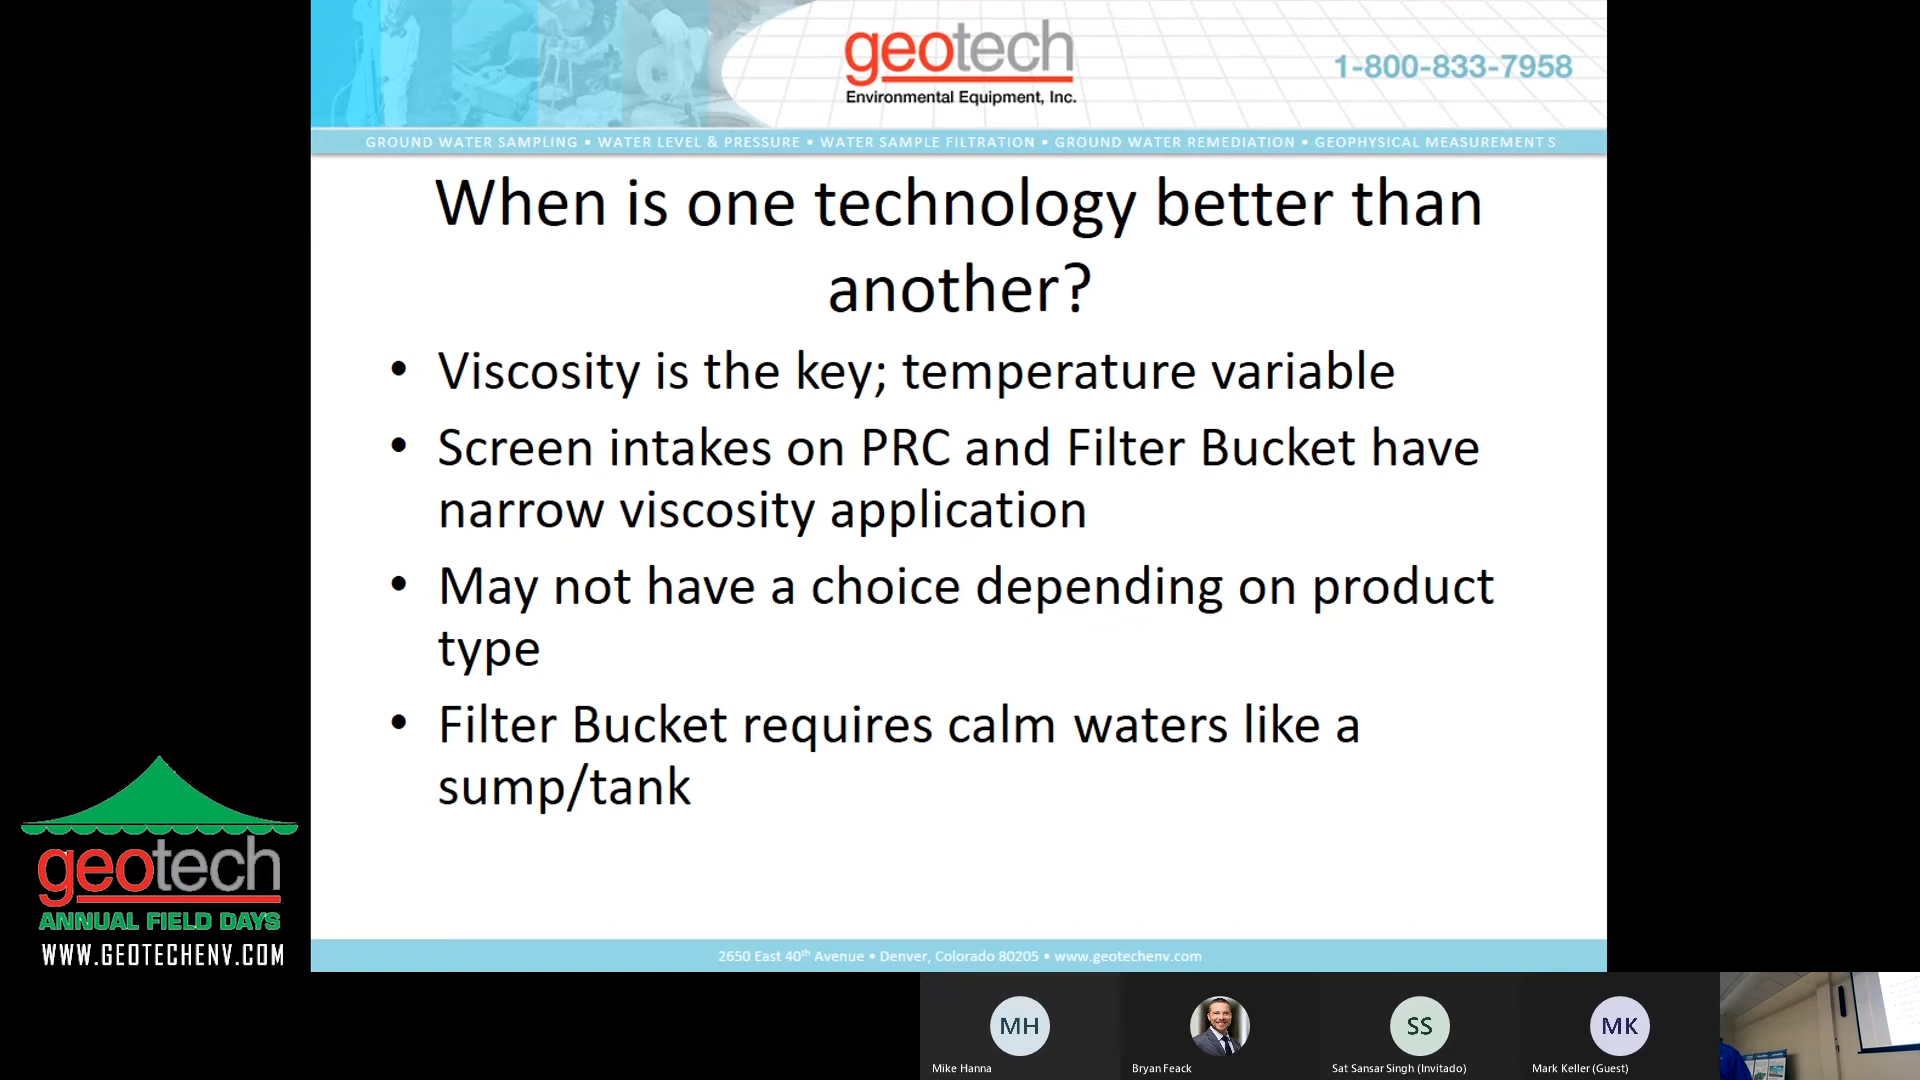 geotech
Environmental Equipment, Inc.
1-800-833-7958
GROUND WATER SAMPLING • WATER LEVEL & PRESSURE • WATER SAMPLE FILTRATION • GROUND WATER REMEDIATION • GEOPHYSICAL MEASUREMENTS
When is one technology better than
another?
• Viscosity is the key; temperature variable
• Screen intakes on PRC and Filter Bucket have
narrow viscosity application
• May not have a choice depending on product
type
• Filter Bucket requires calm waters like a
sump/tank
geotech
ANNUAL FIELD DAYS
WWW.GEOTECHENV.COM
2650 East 40th Avenue • Denver, Colorado 80205 • www.geotechenv.com
MH
SS
MK
Mike Hanna
Bryan Feack
Sat Sansar Singh (Invitado)
Mark Keller (Guest)